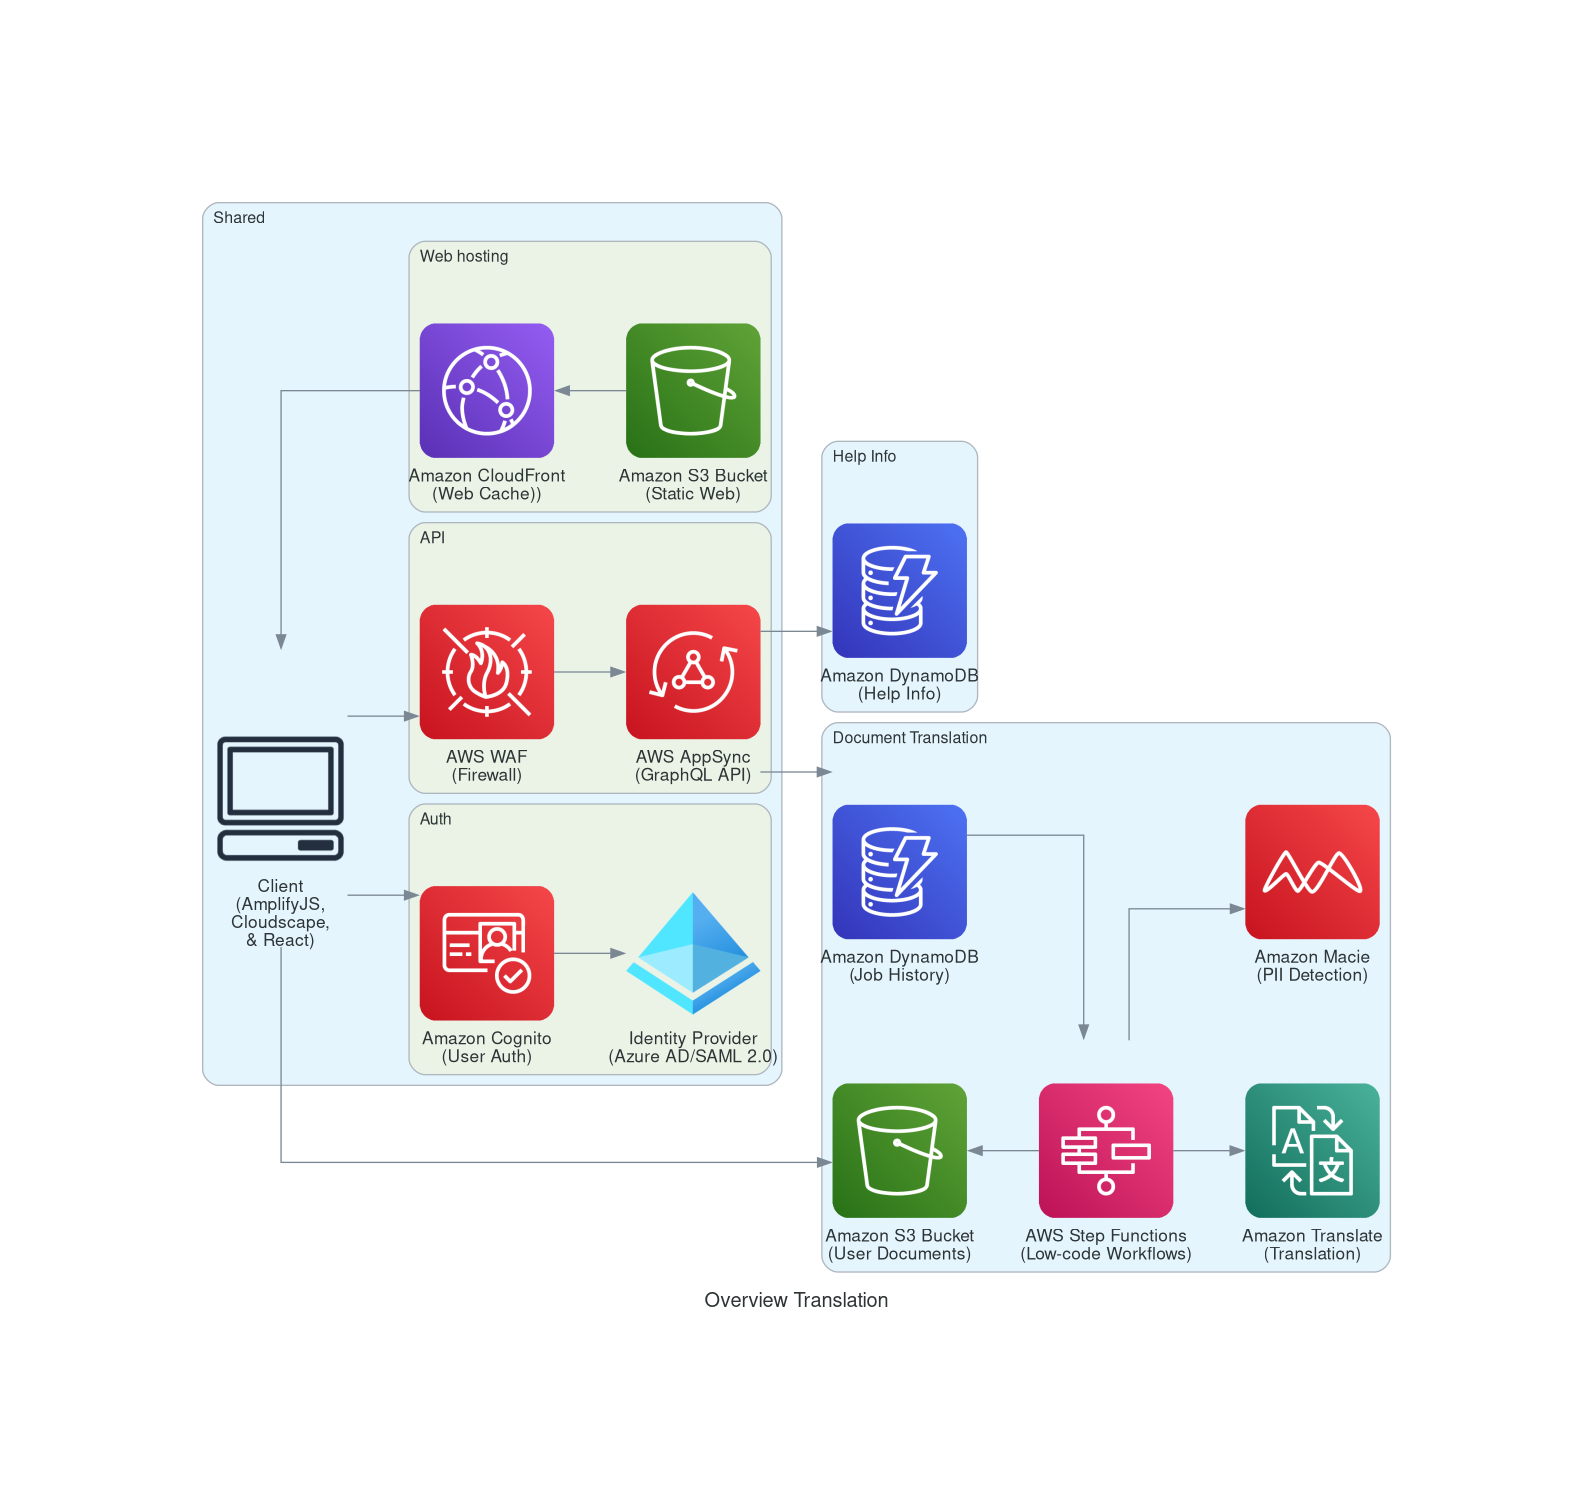 Shared
Web hosting
Amazon CloudFront
(Web Cache))
Amazon S3 Bucket
(Static Web)
API
AWS WAF
(Firewall)
AWS AppSync
(GraphQL API)
Auth
Amazon Cognito
(User Auth)
Identity Provider
(Azure AD/SAML 2.0)
Client
(AmplifyJS,
Cloudscape,
& React)
Help Info
Amazon DynamoDB
(Help Info)
Document Translation
Amazon DynamoDB
(Job History)
Amazon Macie
(PII Detection)
Amazon S3 Bucket
(User Documents)
AWS Step Functions
(Low-code Workflows)
A
文
Amazon Translate
(Translation)
Overview Translation